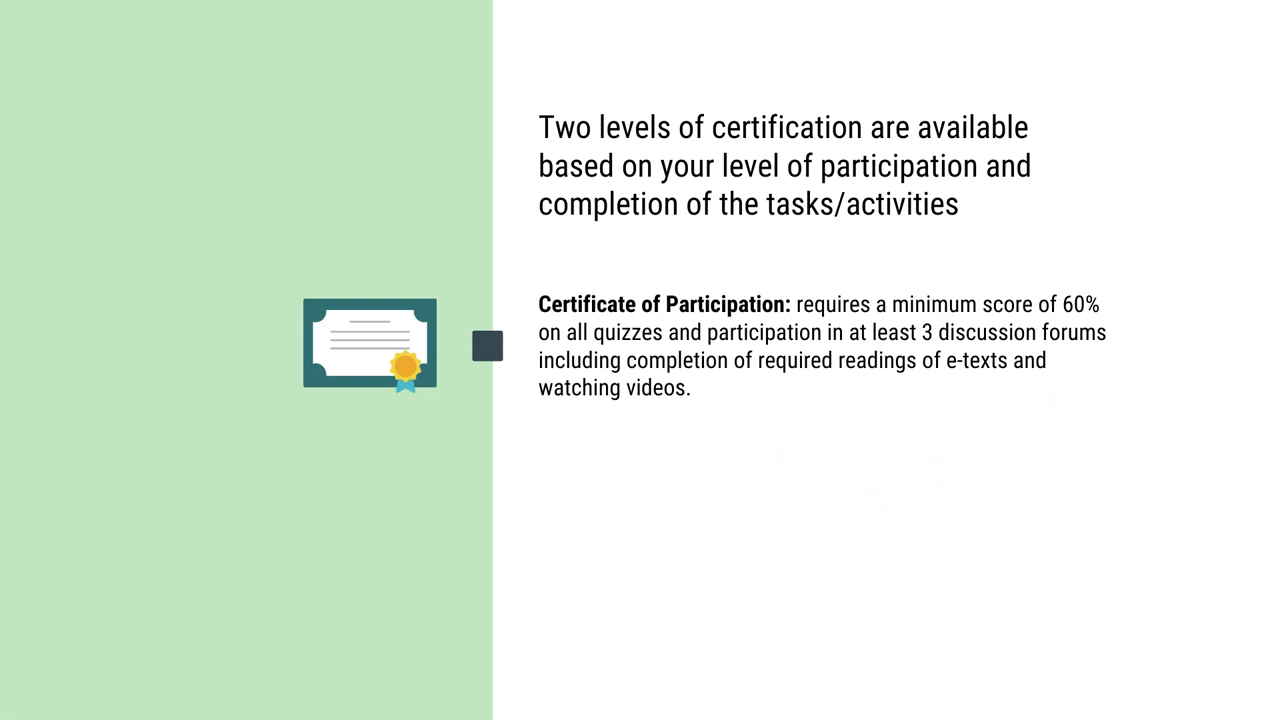 Two levels of certification are available
based on your level of participation and
completion of the tasks/activities
Certificate of Participation: requires a minimum score of 60%
on all quizzes and participation in at least 3 discussion forums
including completion of required readings of e-texts and
watching videos.